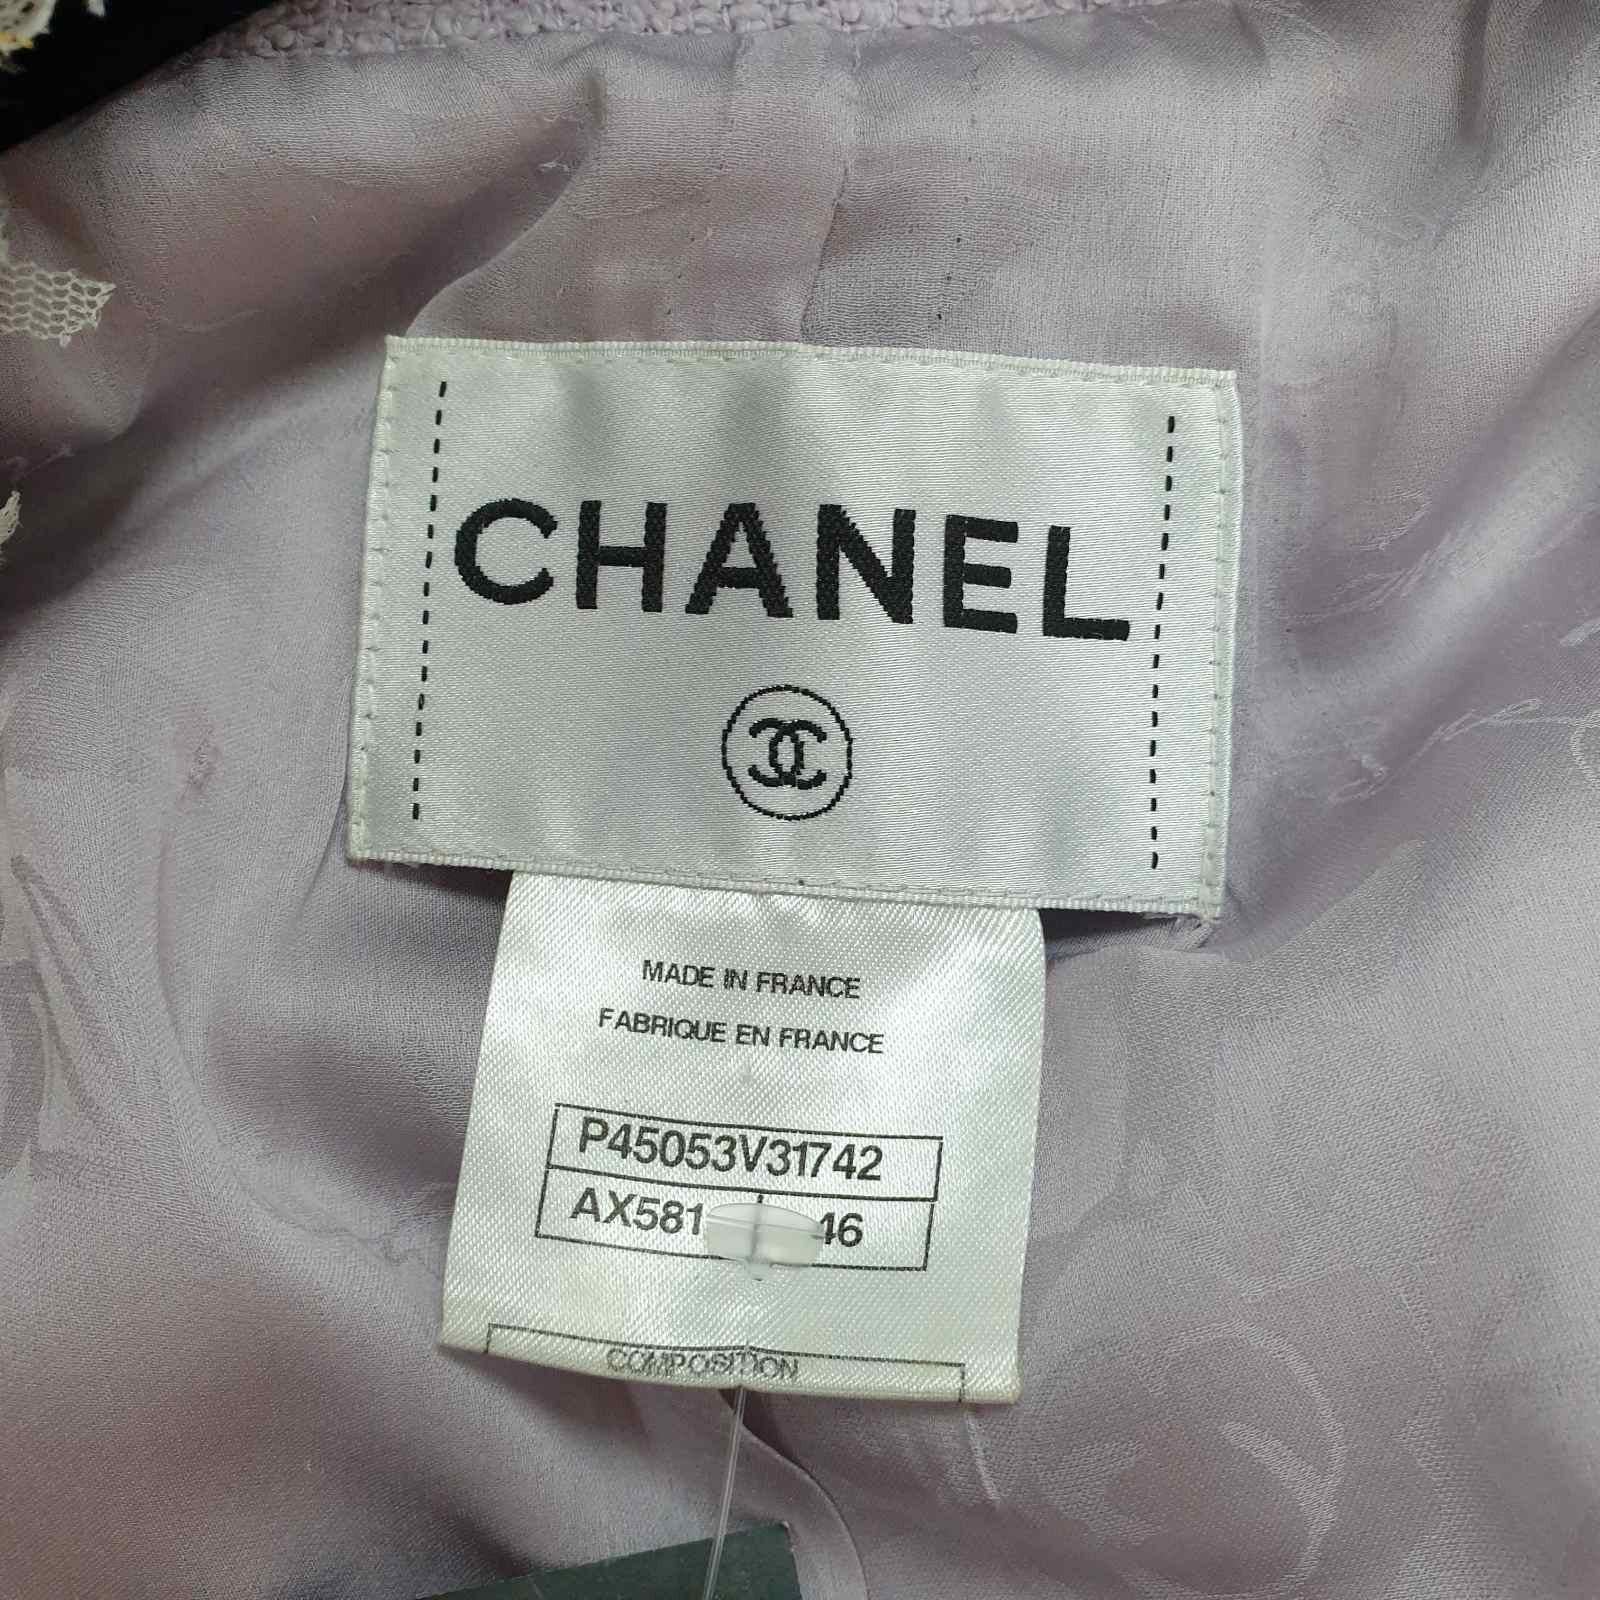 CHANEL
MADE IN FRANCE
FABRIQUE EN FRANCE
P45053V31742
AX581 46
COMPOSITION